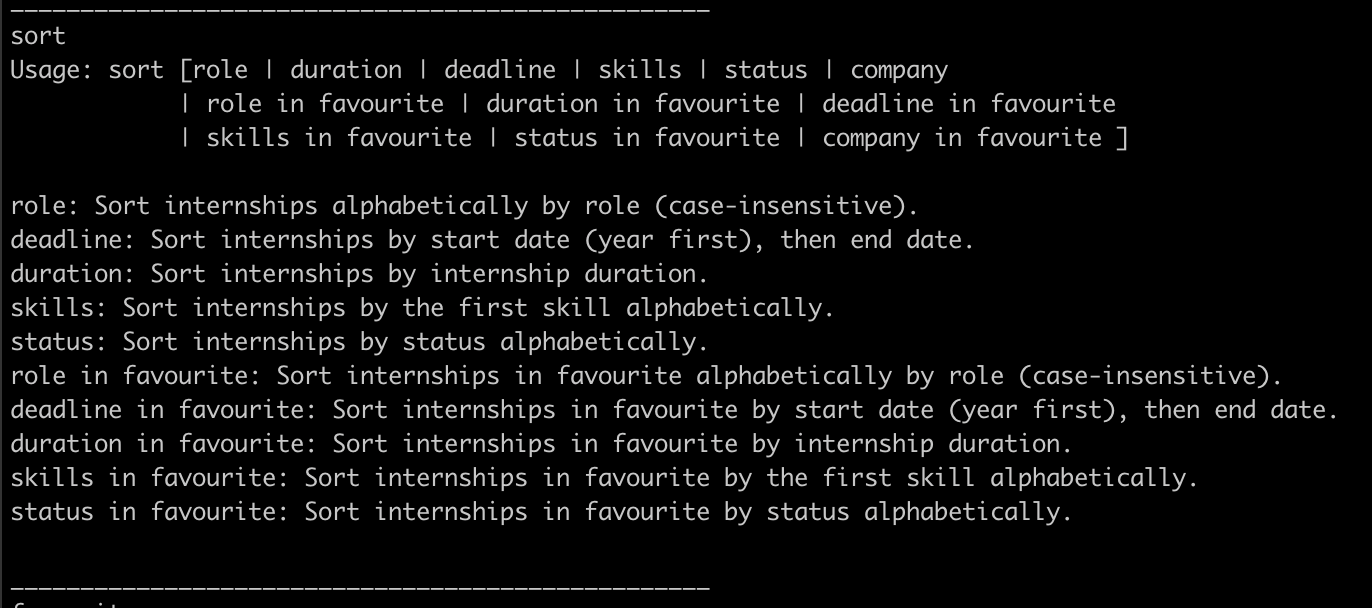 __________________________________________________
sort
Usage: sort [role | duration | deadline | skills | status | company
            | role in favourite | duration in favourite | deadline in favourite
            | skills in favourite | status in favourite | company in favourite ]

role: Sort internships alphabetically by role (case-insensitive).
deadline: Sort internships by start date (year first), then end date.
duration: Sort internships by internship duration.
skills: Sort internships by the first skill alphabetically.
status: Sort internships by status alphabetically.
role in favourite: Sort internships in favourite alphabetically by role (case-insensitive).
deadline in favourite: Sort internships in favourite by start date (year first), then end date.
duration in favourite: Sort internships in favourite by internship duration.
skills in favourite: Sort internships in favourite by the first skill alphabetically.
status in favourite: Sort internships in favourite by status alphabetically.

__________________________________________________